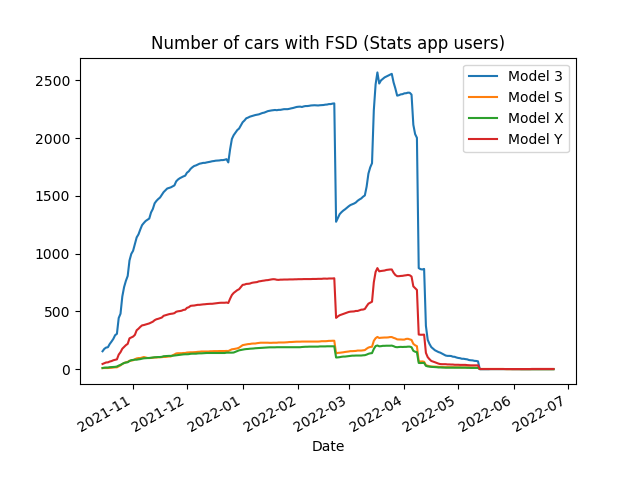 Number of cars with FSD (Stats app users)
2500
2000
1500
1000
500
0
Model 3
Model S
Model X
Model Y
2021-11
2021-12
2022-01
2022-02
2022-03
2022-04
2022-05
2022-06
2022-07
Date